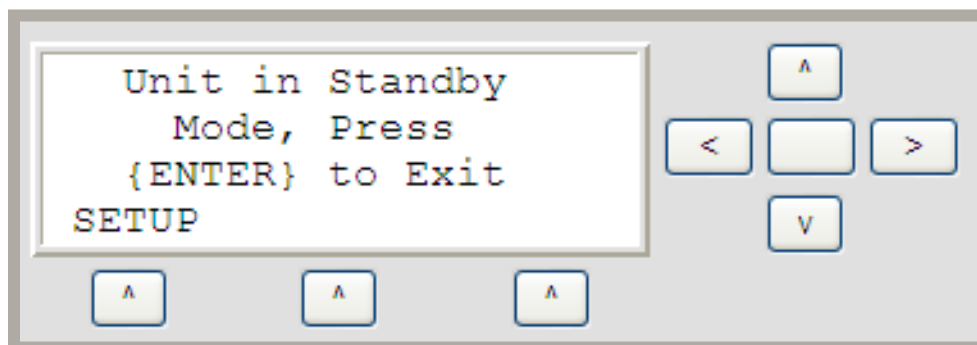 Unit in Standby
Mode, Press
{ENTER} to Exit
SETUP
^
< >
v
^ ^ ^